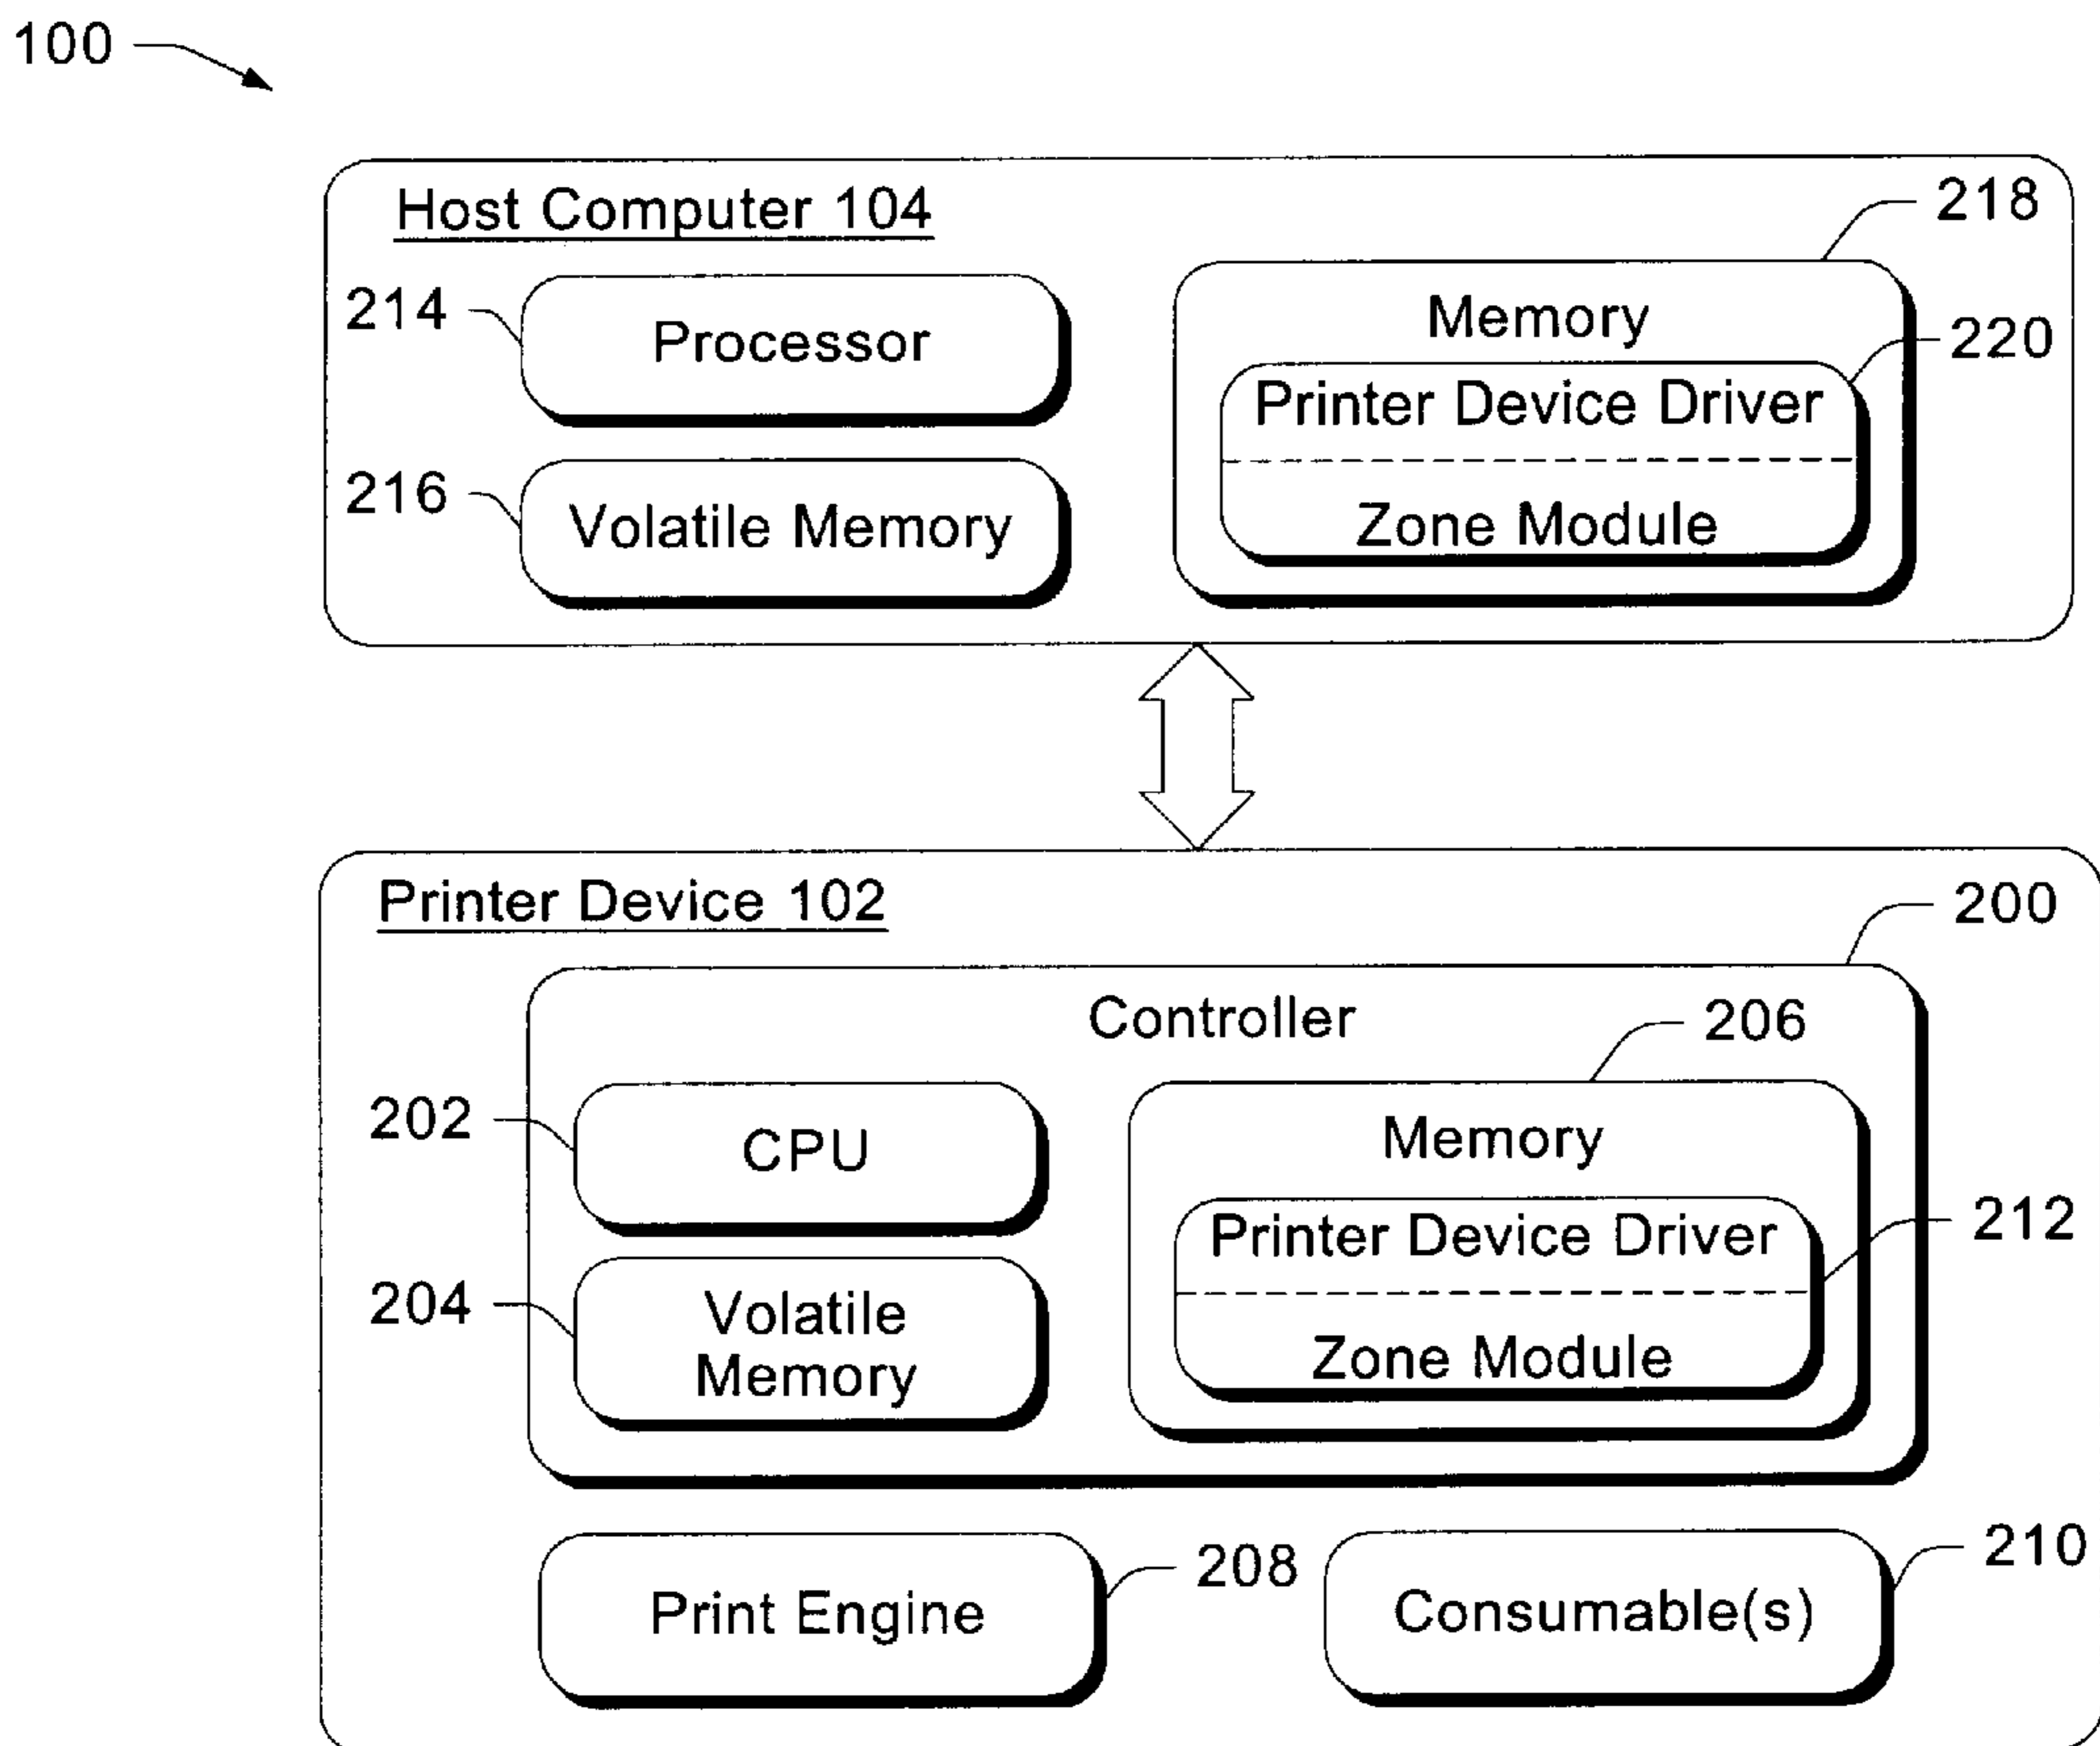 100
Host Computer 104
218
214
Processor
Memory
220
Printer Device Driver
216
Volatile Memory
Zone Module
Printer Device 102
200
Controller
206
202
CPU
Memory
212
Printer Device Driver
204
Volatile
Memory
Zone Module
208
210
Print Engine
Consumable(s)